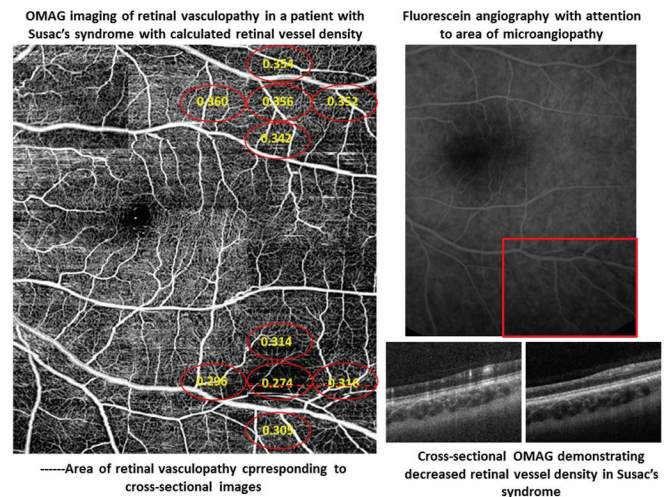 OMAG imaging of retinal vasculopathy in a patient with
Susac's syndrome with calculated retinal vessel density
0.354
0.360 0.356 0.352
0.342
0.314
0.296 0.274 0.318
0.305
------Area of retinal vasculopathy cprresponding to
cross-sectional images
Fluorescein angiography with attention
to area of microangiopathy
Cross-sectional OMAG demonstrating
decreased retinal vessel density in Susac's
syndrome